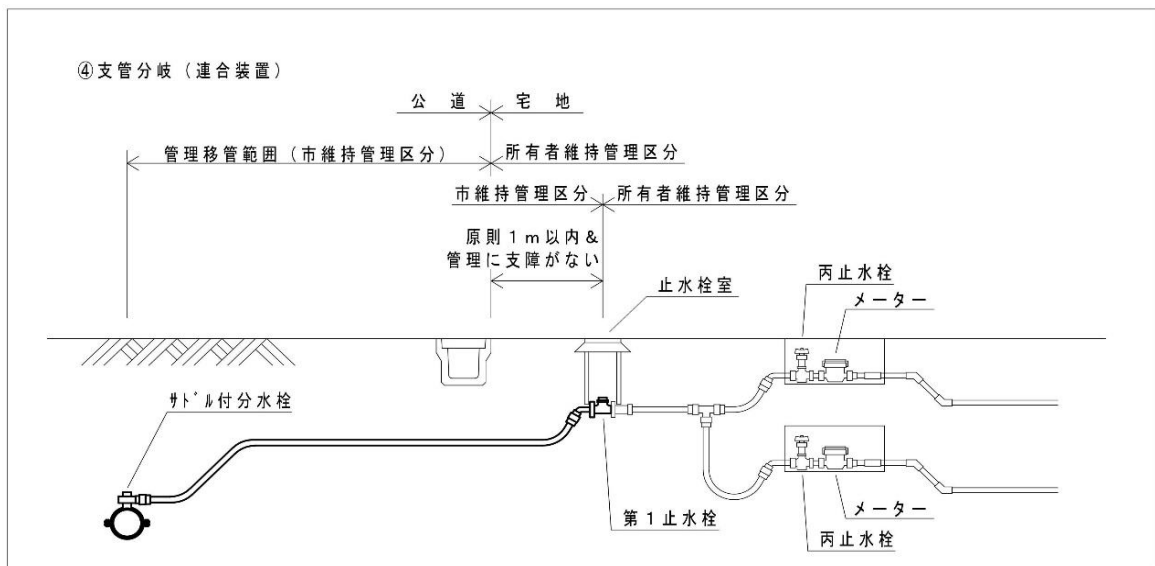 ④支管分岐（連合装置）
公　道　宅　地
管理移管範囲（市維持管理区分）　所有者維持管理区分
市維持管理区分　所有者維持管理区分
原則１ｍ以内＆
管理に支障がない
止水栓室
丙止水栓
メーター
ｻﾄﾞﾙ付分水栓
第１止水栓
メーター
丙止水栓